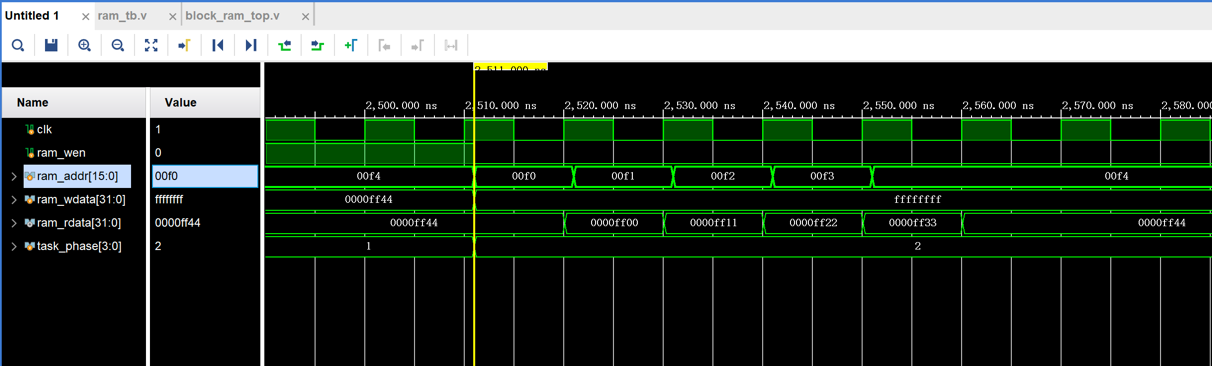 Untitled 1 × ram_tb.v × block_ram_top.v ×
2,511.000 ns
Name Value
2,500.000 ns 2,510.000 ns 2,520.000 ns 2,530.000 ns 2,540.000 ns 2,550.000 ns 2,560.000 ns 2,570.000 ns 2,580.000
clk 1
ram_wen 0
ram_addr[15:0] 00f0 00f4 00f0 00f1 00f2 00f3 00f4
ram_wdata[31:0] ffffffff 0000ff44 ffffffff
ram_rdata[31:0] 0000ff44 0000ff44 0000ff00 0000ff11 0000ff22 0000ff33 0000ff44
task_phase[3:0] 2 1 2